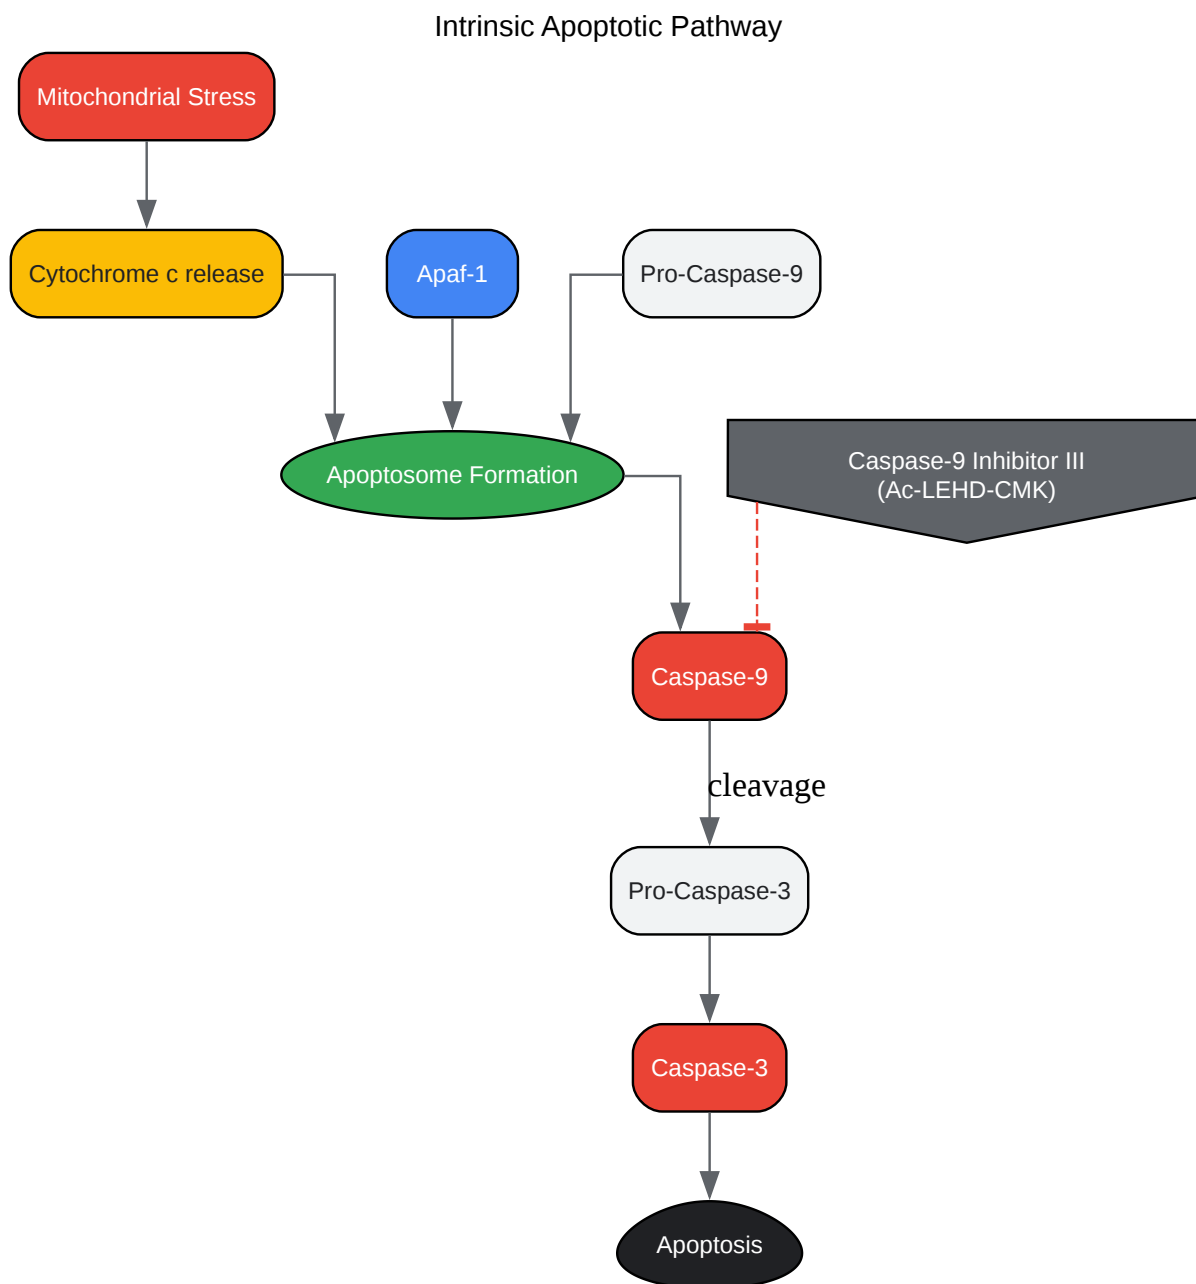 Intrinsic Apoptotic Pathway
Mitochondrial Stress
Cytochrome c release
Apaf-1
Pro-Caspase-9
Apoptosome Formation
Caspase-9 Inhibitor III
(Ac-LEHD-CMK)
Caspase-9
cleavage
Pro-Caspase-3
Caspase-3
Apoptosis